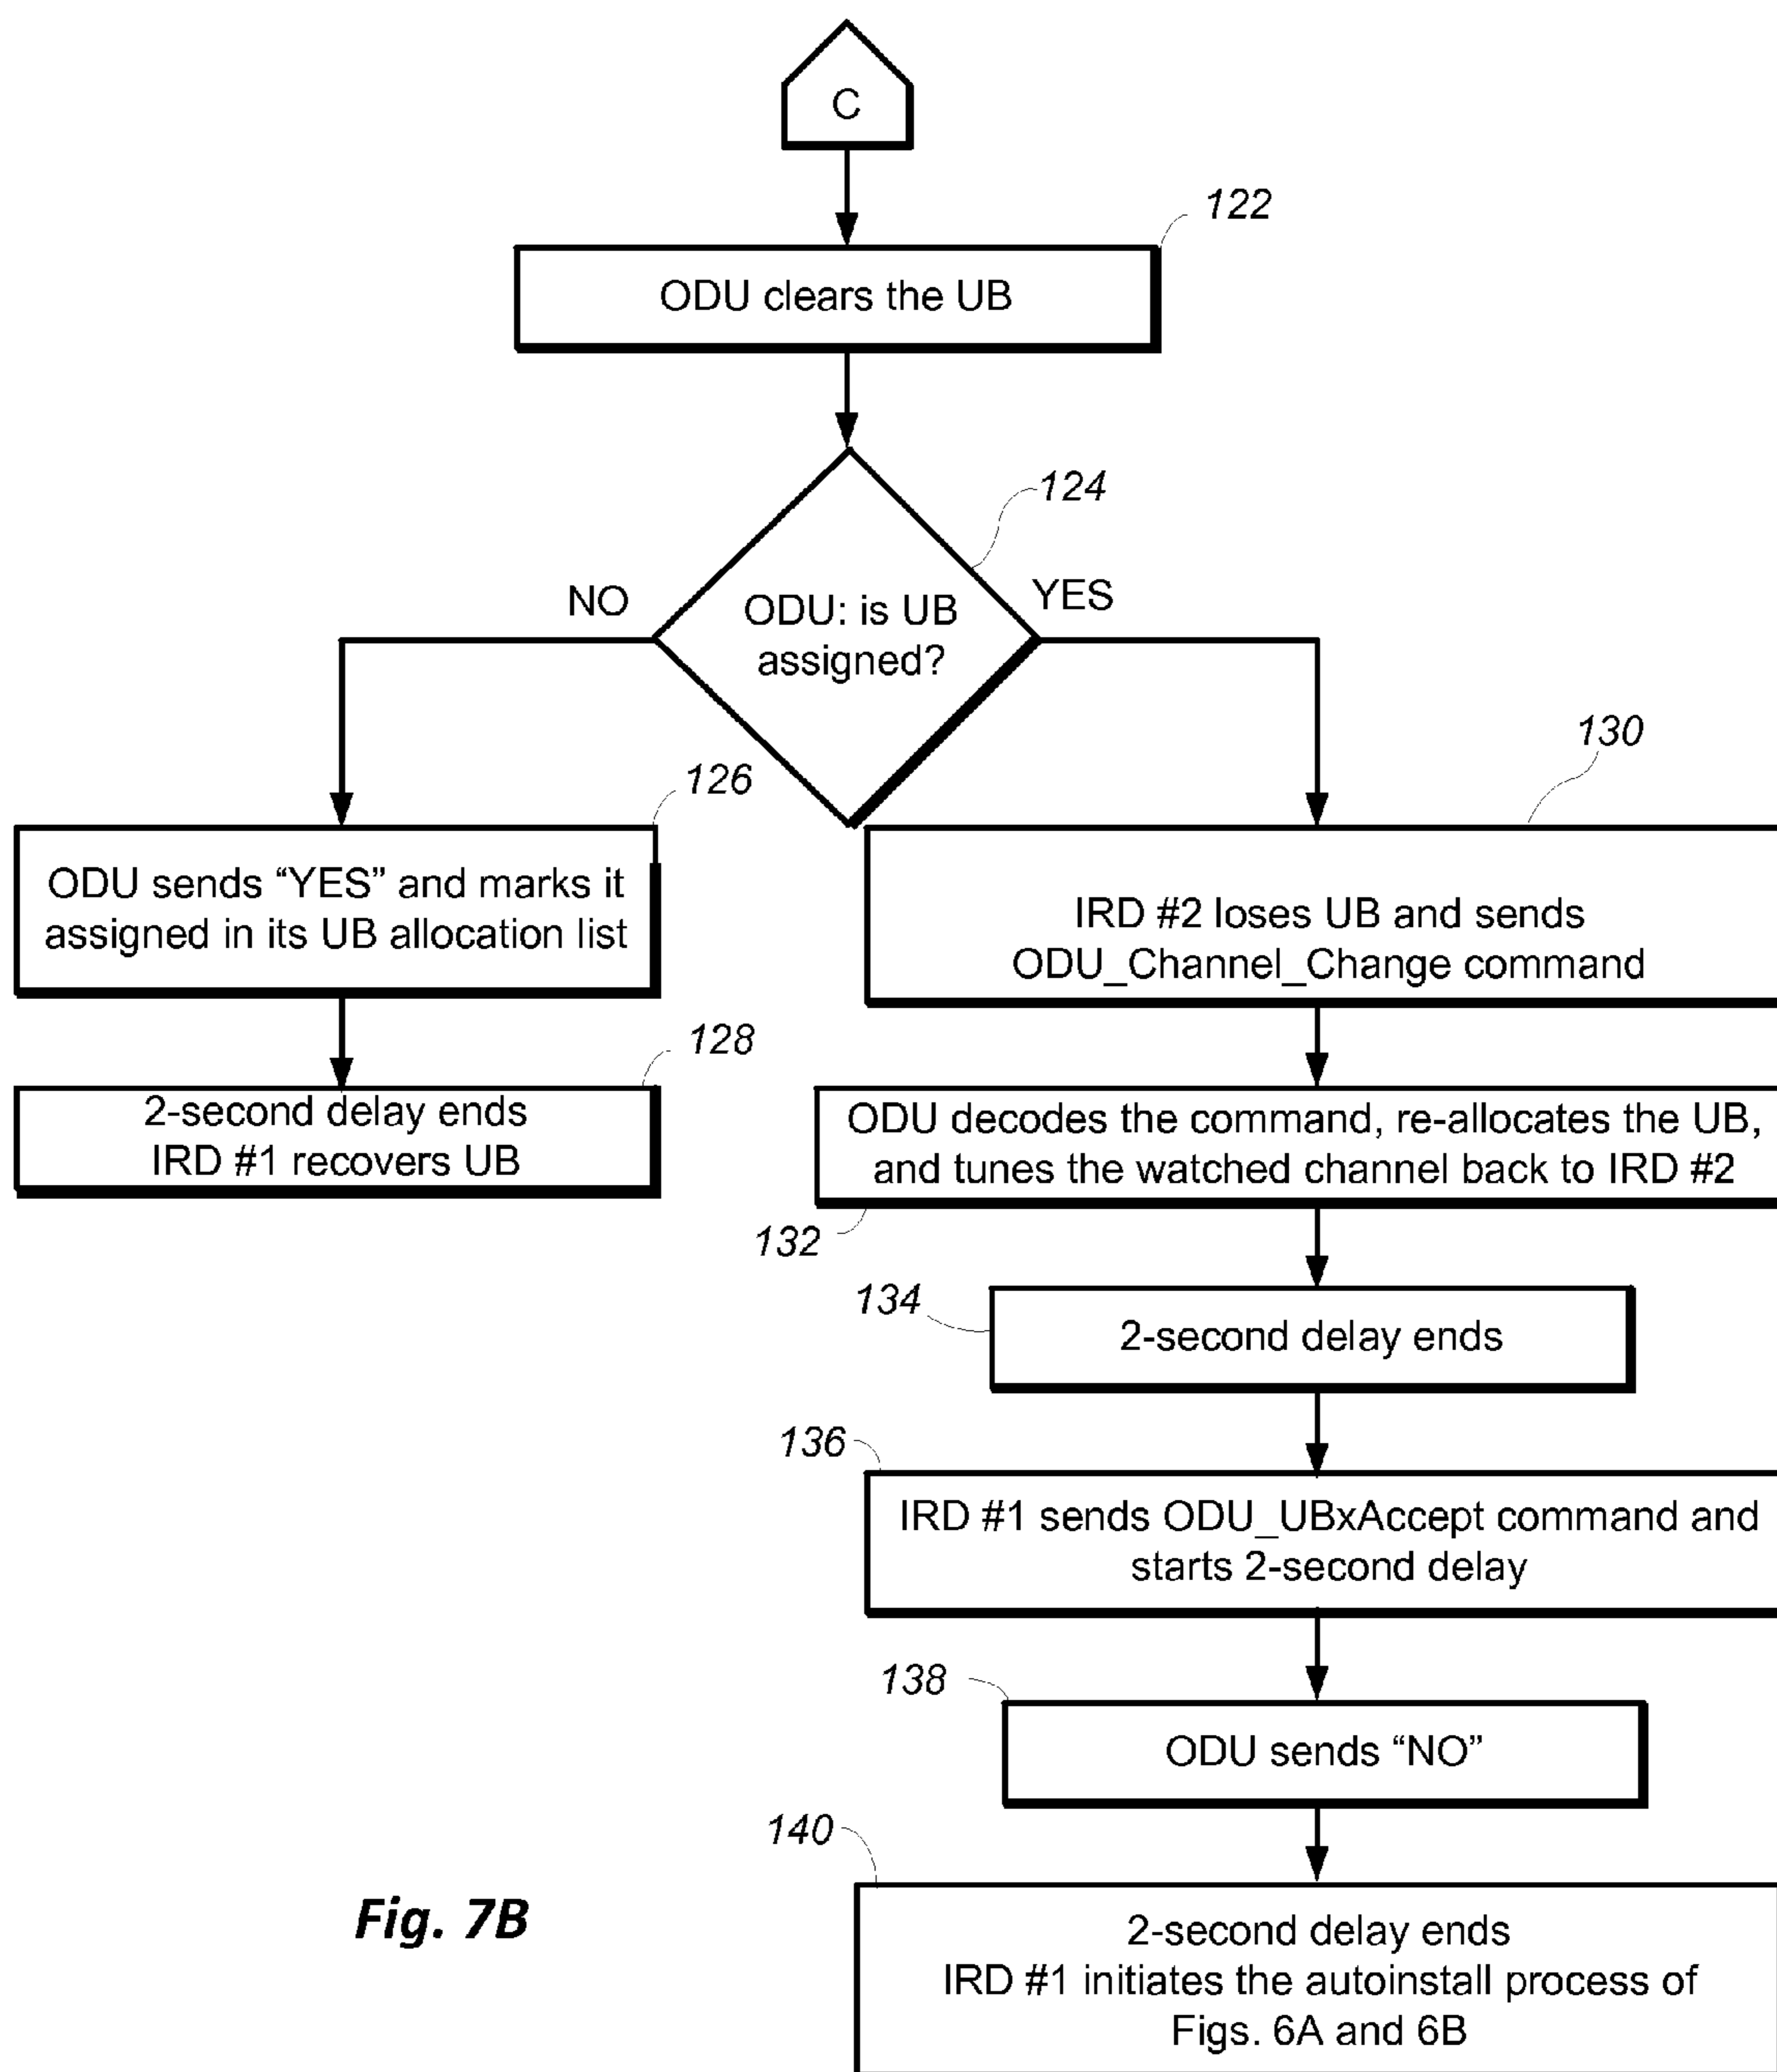 C
122
ODU clears the UB
124
NO
YES
ODU: is UB
assigned?
130
126
ODU sends “YES” and marks it
assigned in its UB allocation list
IRD #2 loses UB and sends
ODU_Channel_Change command
128
2-second delay ends
IRD #1 recovers UB
ODU decodes the command, re-allocates the UB,
and tunes the watched channel back to IRD #2
132
134
2-second delay ends
136
IRD #1 sends ODU_UBxAccept command and
starts 2-second delay
138
ODU sends “NO”
140
2-second delay ends
IRD #1 initiates the autoinstall process of
Figs. 6A and 6B
Fig. 7B